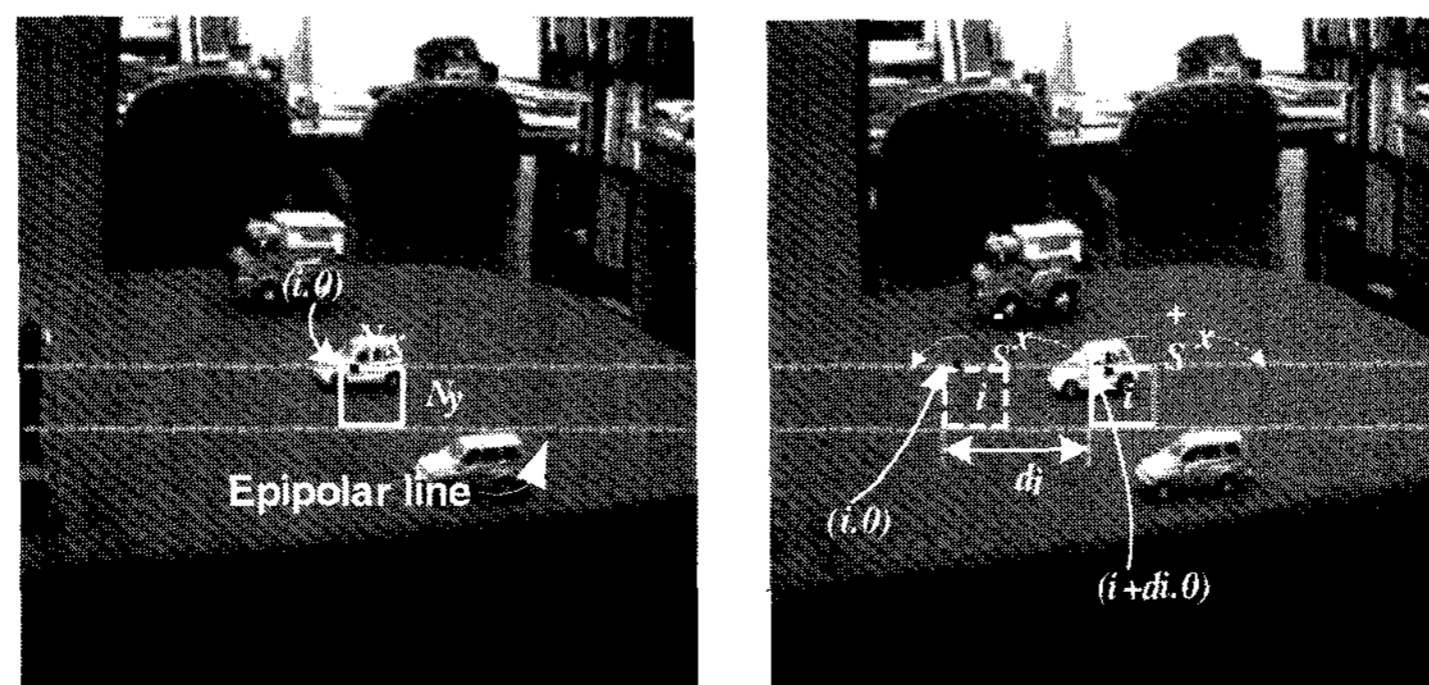 (i.0)
Ny
Epipolar line
+
S x
S x
i
i
di
(i.0)
(i+di.0)